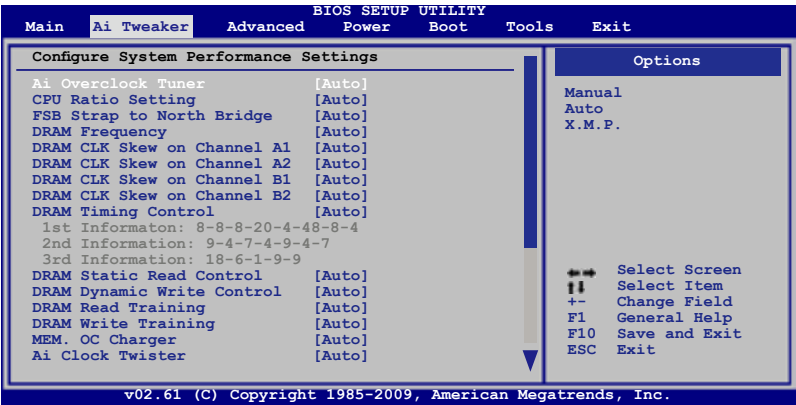 BIOS SETUP UTILITY
Main Ai Tweaker Advanced Power Boot Tools Exit
Configure System Performance Settings
Ai Overclock Tuner [Auto]
CPU Ratio Setting [Auto]
FSB Strap to North Bridge [Auto]
DRAM Frequency [Auto]
DRAM CLK Skew on Channel A1 [Auto]
DRAM CLK Skew on Channel A2 [Auto]
DRAM CLK Skew on Channel B1 [Auto]
DRAM CLK Skew on Channel B2 [Auto]
DRAM Timing Control [Auto]
1st Informaton: 8-8-8-20-4-48-8-4
2nd Information: 9-4-7-4-9-4-7
3rd Information: 18-6-1-9-9
DRAM Static Read Control [Auto]
DRAM Dynamic Write Control [Auto]
DRAM Read Training [Auto]
DRAM Write Training [Auto]
MEM. OC Charger [Auto]
Ai Clock Twister [Auto]
Options
Manual
Auto
X.M.P.
Select Screen
Select Item
+- Change Field
F1 General Help
F10 Save and Exit
ESC Exit
v02.61 (C) Copyright 1985-2009, American Megatrends, Inc.